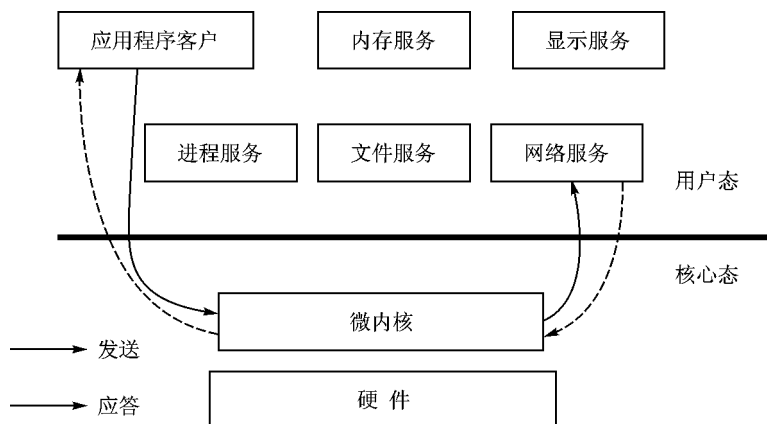 应用程序客户
内存服务
显示服务
进程服务
文件服务
网络服务
用户态
核心态
微内核
发送
硬 件
应答